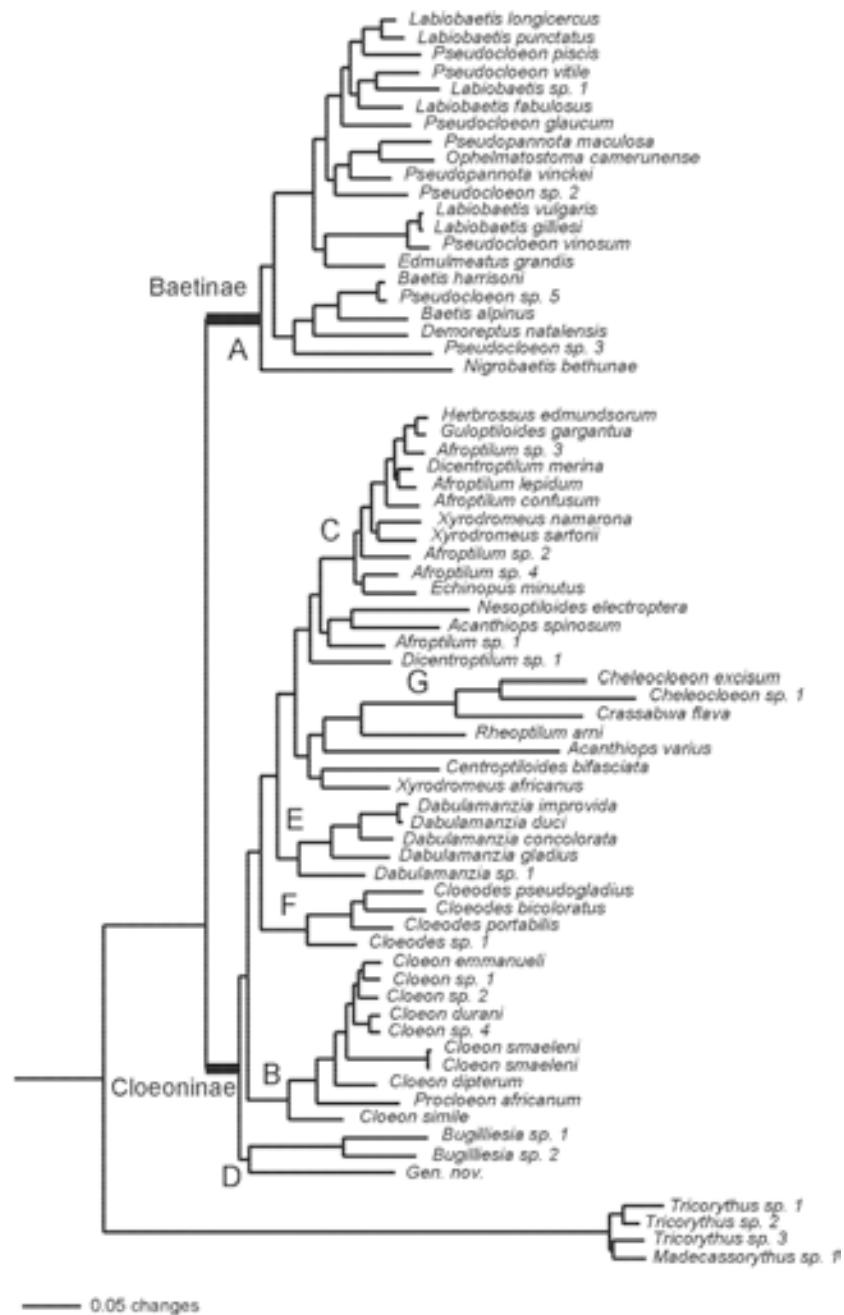 Labiobaetis longicercus
Labiobaetis punctatus
Pseudocloeon piscis
Pseudocloeon vitile
Labiobaetis sp. 1
Labiobaetis fabulosus
Pseudocloeon glaucum
Pseudopannota maculosa
Ophelmatostoma camerunense
Pseudopannota vinckei
Pseudocloeon sp. 2
Labiobaetis vulgaris
Labiobaetis gilliesi
Pseudocloeon vinosum
Edmulmeatus grandis
Baetis harrisoni
Baetinae
Pseudocloeon sp. 5
Baetis alpinus
Demoreptus natalensis
A
Pseudocloeon sp. 3
Nigrobaetis bethunae
Herbrossus edmundsorum
Guloptiloides gargantua
Afroptilum sp. 3
Dicentroptilum merina
Afroptilum lepidum
Afroptilum confusum
Xyrodromeus namarona
C
Xyrodromeus sartorii
Afroptilum sp. 2
Afroptilum sp. 4
Echinopus minutus
Nesoptiloides electroptera
Acanthiops spinosum
Afroptilum sp. 1
Dicentroptilum sp. 1
G
Cheleocloeon excisum
Cheleocloeon sp. 1
Crassabwa flava
Rheoptilum arni
Acanthiops varius
Centroptiloides bifasciata
Xyrodromeus africanus
E
Dabulamanzia improvida
Dabulamanzia duci
Dabulamanzia concolorata
Dabulamanzia gladius
Dabulamanzia sp. 1
F
Cloeodes pseudogladius
Cloeodes bicoloratus
Cloeodes portabilis
Cloeodes sp. 1
Cloeon emmanueli
Cloeon sp. 1
Cloeon sp. 2
Cloeon durani
Cloeon sp. 4
Cloeon smaeleni
Cloeon smaeleni
B
Cloeoninae
Cloeon dipterum
Procloeon africanum
Cloeon simile
Bugilliesia sp. 1
Bugilliesia sp. 2
D
Gen. nov.
Tricorythus sp. 1
Tricorythus sp. 2
Tricorythus sp. 3
Madecassorythus sp. 1
0.05 changes